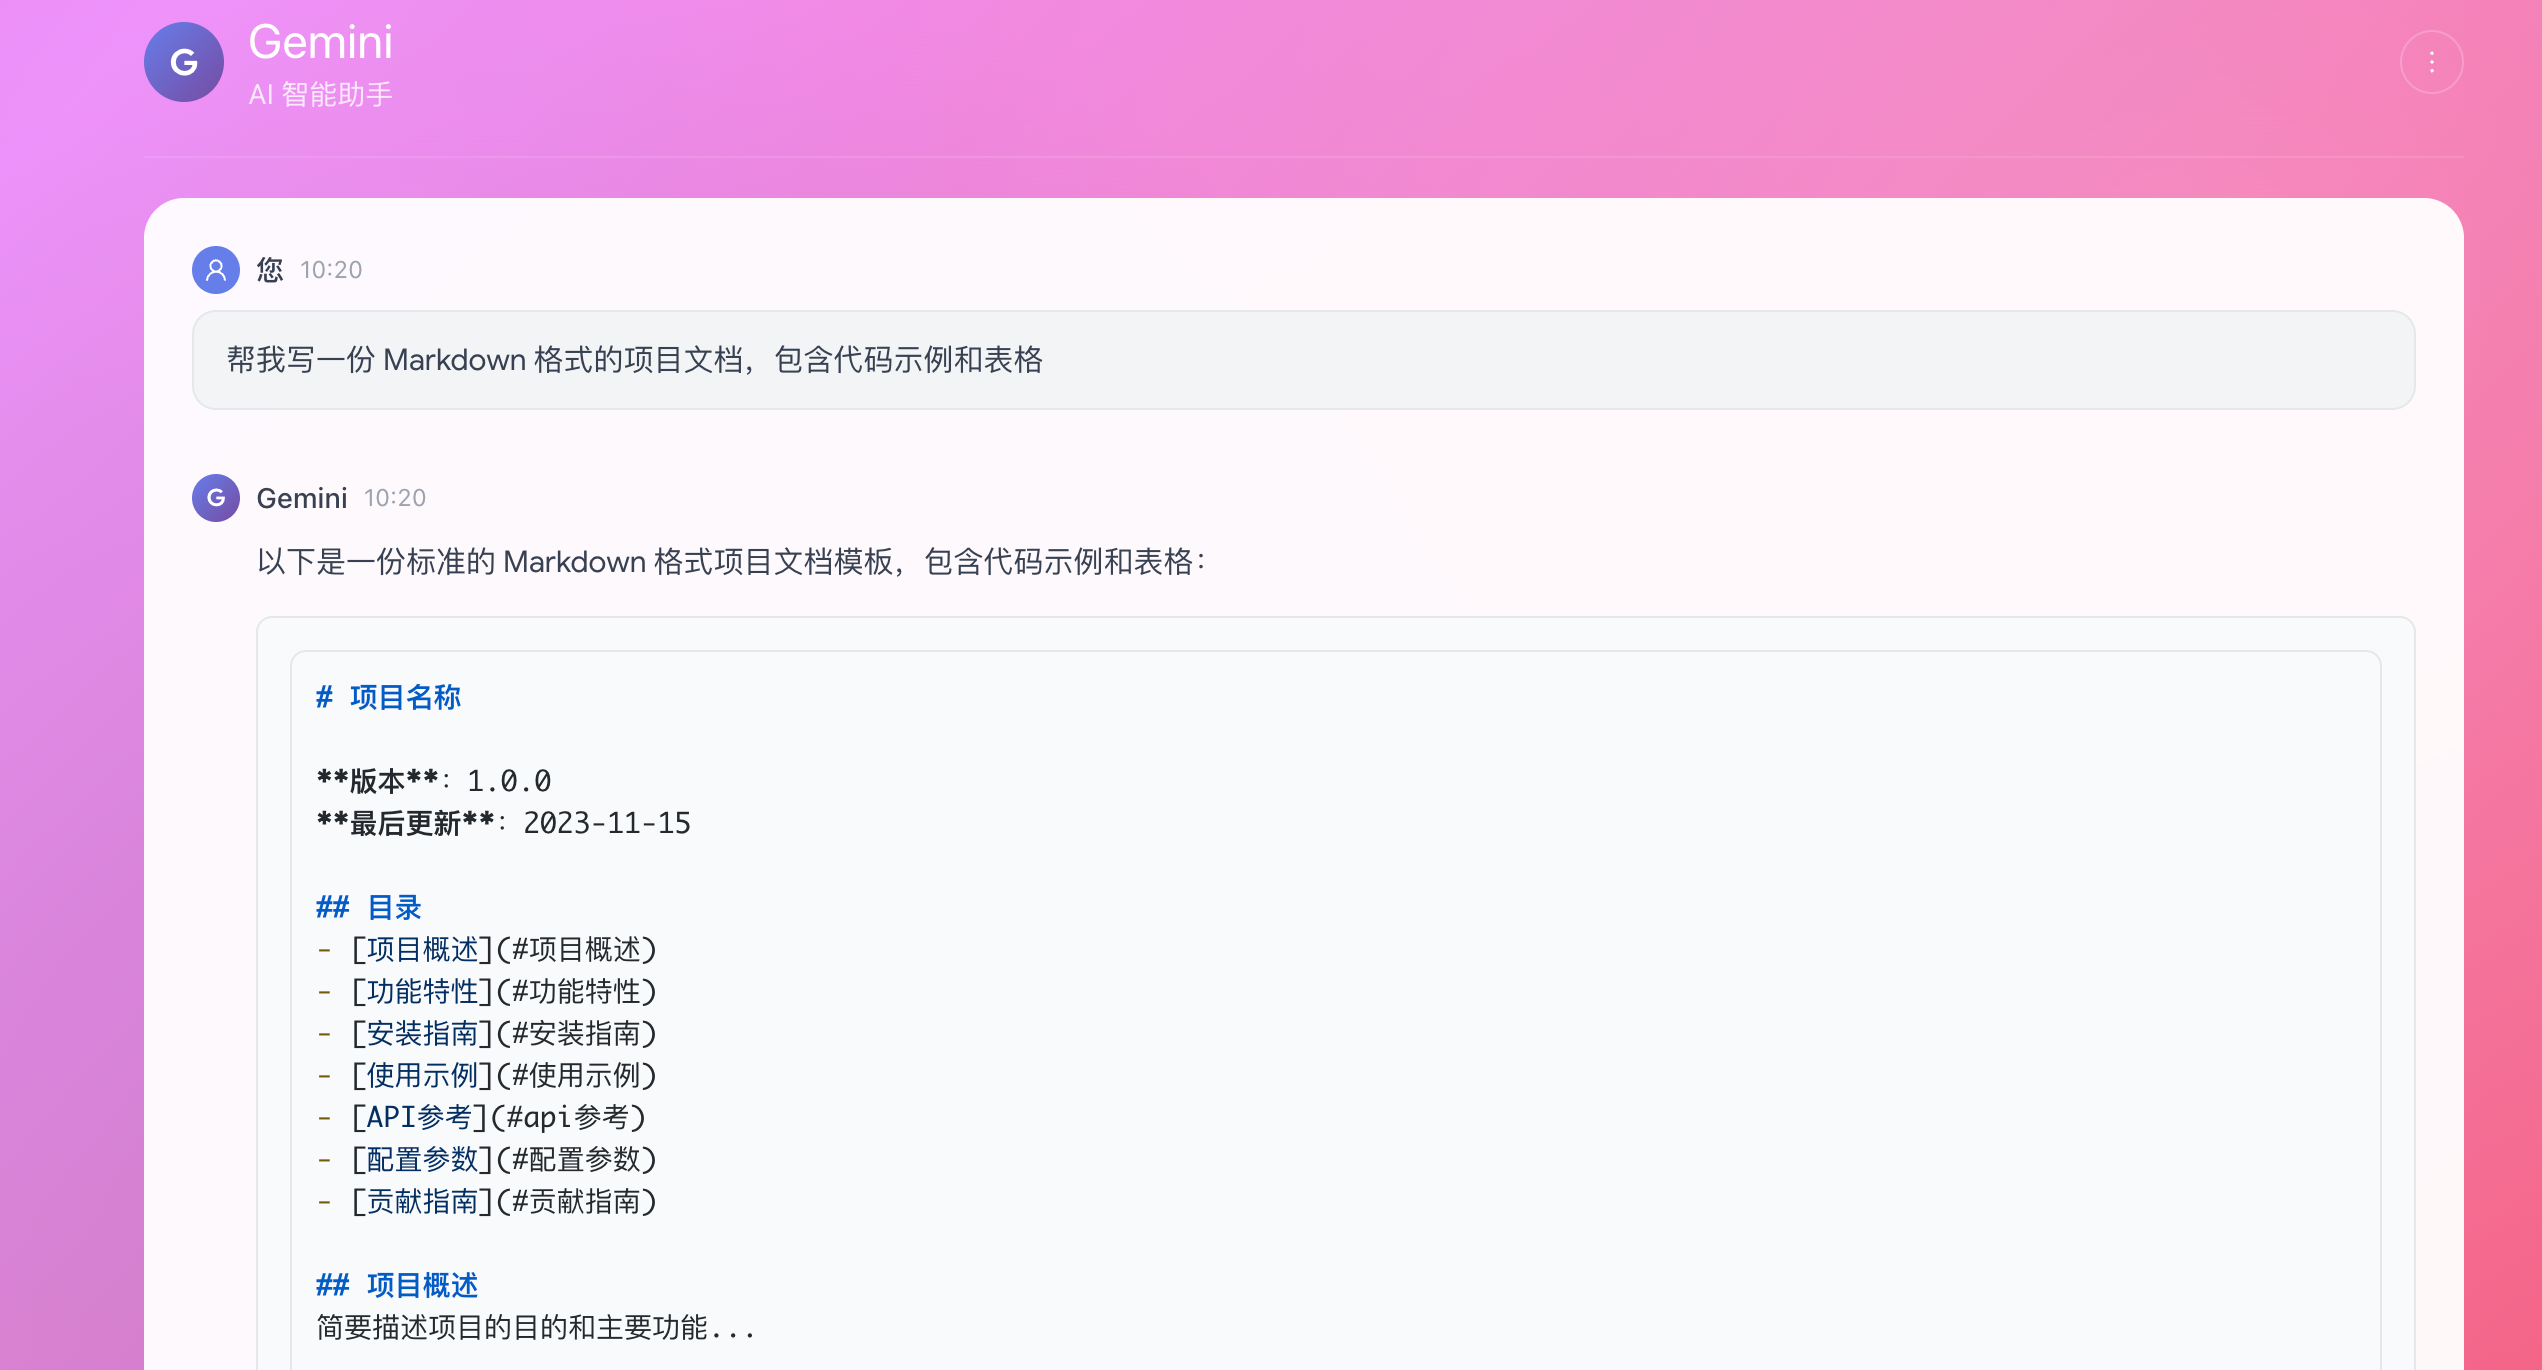 G
Gemini
AI 智能助手
您 10:20
帮我写一份 Markdown 格式的项目文档，包含代码示例和表格
G Gemini 10:20
以下是一份标准的 Markdown 格式项目文档模板，包含代码示例和表格：
# 项目名称
**版本**: 1.0.0
**最后更新**: 2023-11-15
## 目录
- [项目概述](#项目概述)
- [功能特性](#功能特性)
- [安装指南](#安装指南)
- [使用示例](#使用示例)
- [API参考](#api参考)
- [配置参数](#配置参数)
- [贡献指南](#贡献指南)
## 项目概述
简要描述项目的目的和主要功能...